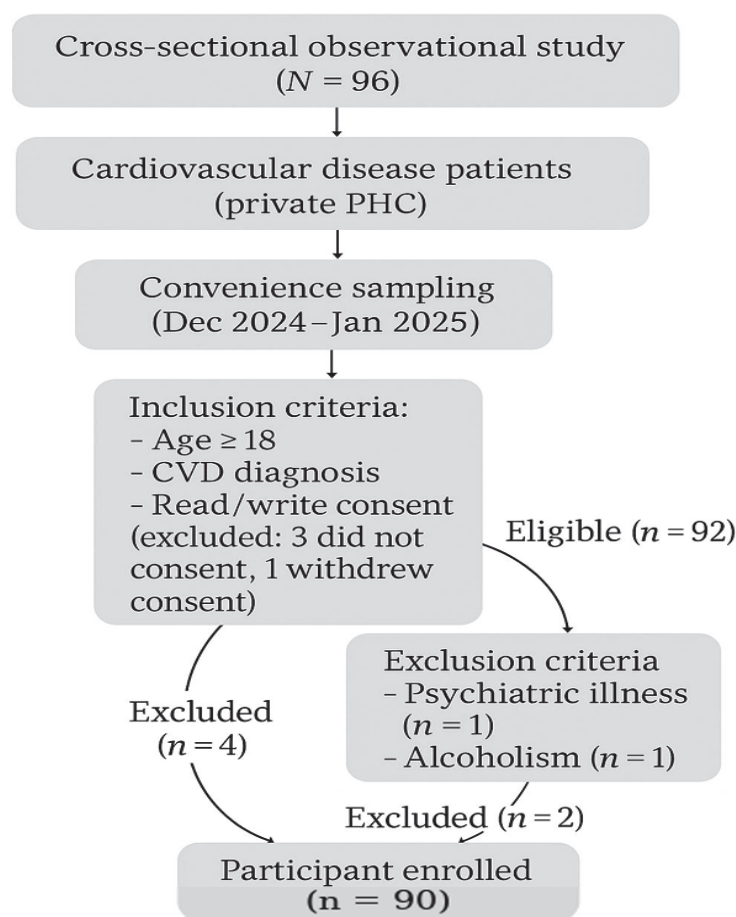 Cross-sectional observational study
(N = 96)
Cardiovascular disease patients
(private PHC)
Convenience sampling
(Dec 2024–Jan 2025)
Inclusion criteria:
- Age ≥ 18
- CVD diagnosis
- Read/write consent
(excluded: 3 did not
consent, 1 withdrew
consent)
Eligible (n = 92)
Exclusion criteria
- Psychiatric illness
(n = 1)
- Alcoholism (n = 1)
Excluded
(n = 4)
Excluded (n = 2)
Participant enrolled
(n = 90)